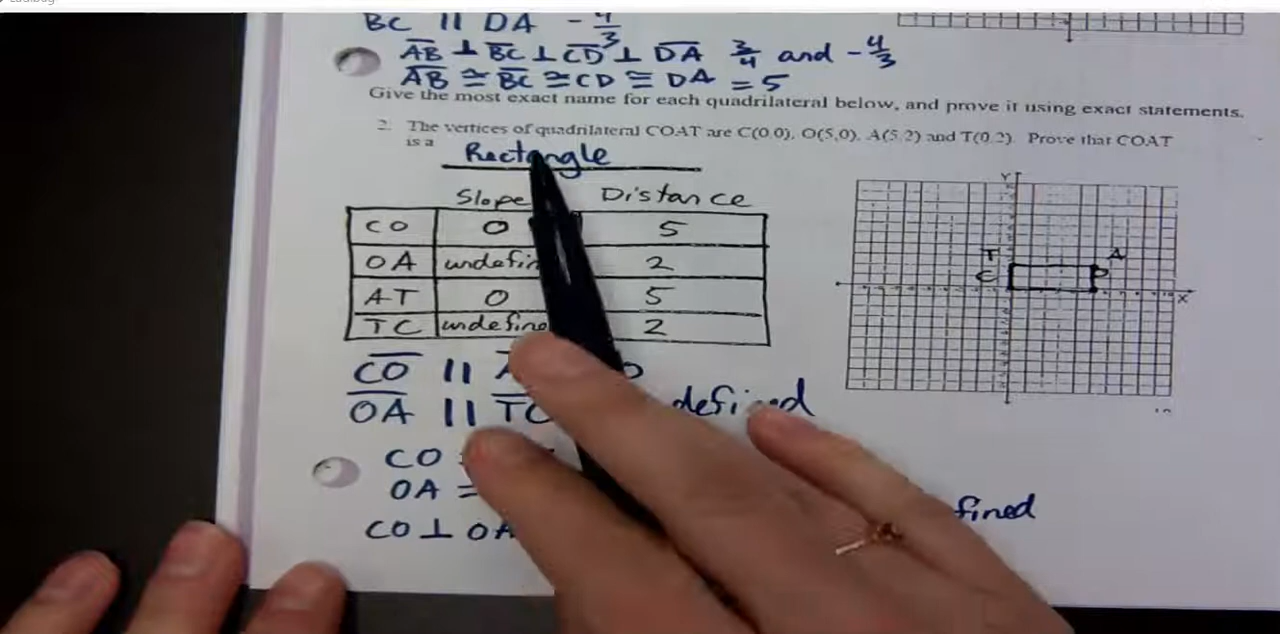 BC || DA - 4/3
AB ⊥ BC ⊥ CD ⊥ DA 3/4 and - 4/3
AB ≅ BC ≅ CD ≅ DA = 5
Give the most exact name for each quadrilateral below, and prove it using exact statements.
2. The vertices of quadrilateral COAT are C(0,0), O(5,0), A(5,2) and T(0,2). Prove that COAT
is a Rectangle
Slope Distance
CO 0 5
OA 2
AT 0 5
TC 2
CO ||
OA || TC
CO
OA =
CO ⊥ OA
Y
T A
C
X